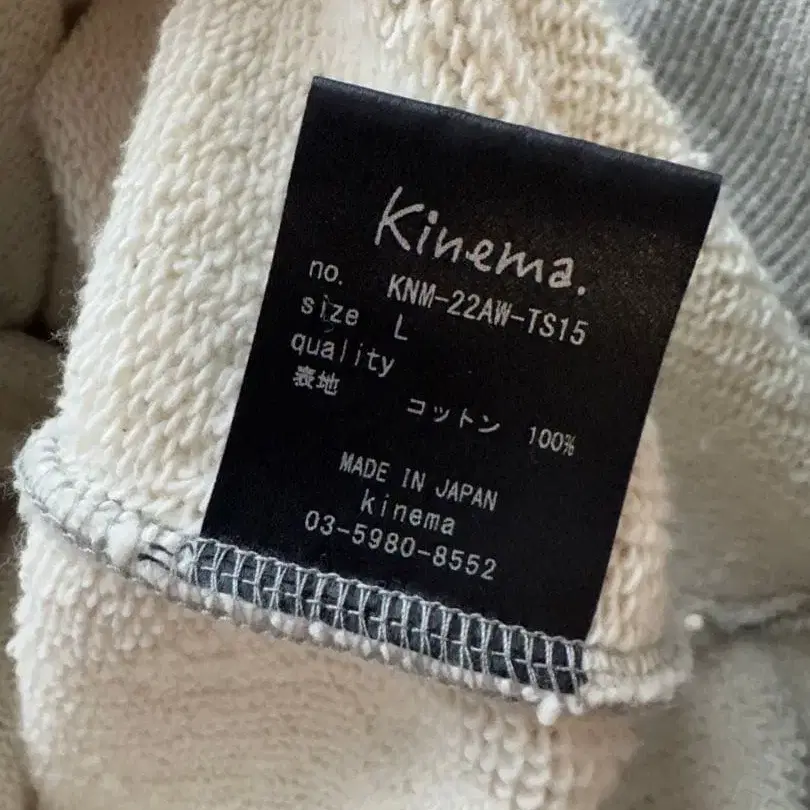 Kinema.
no. KNM-22AW-TS15
size L
quality
表地
コットン 100%
MADE IN JAPAN
kinema
03-5980-8552